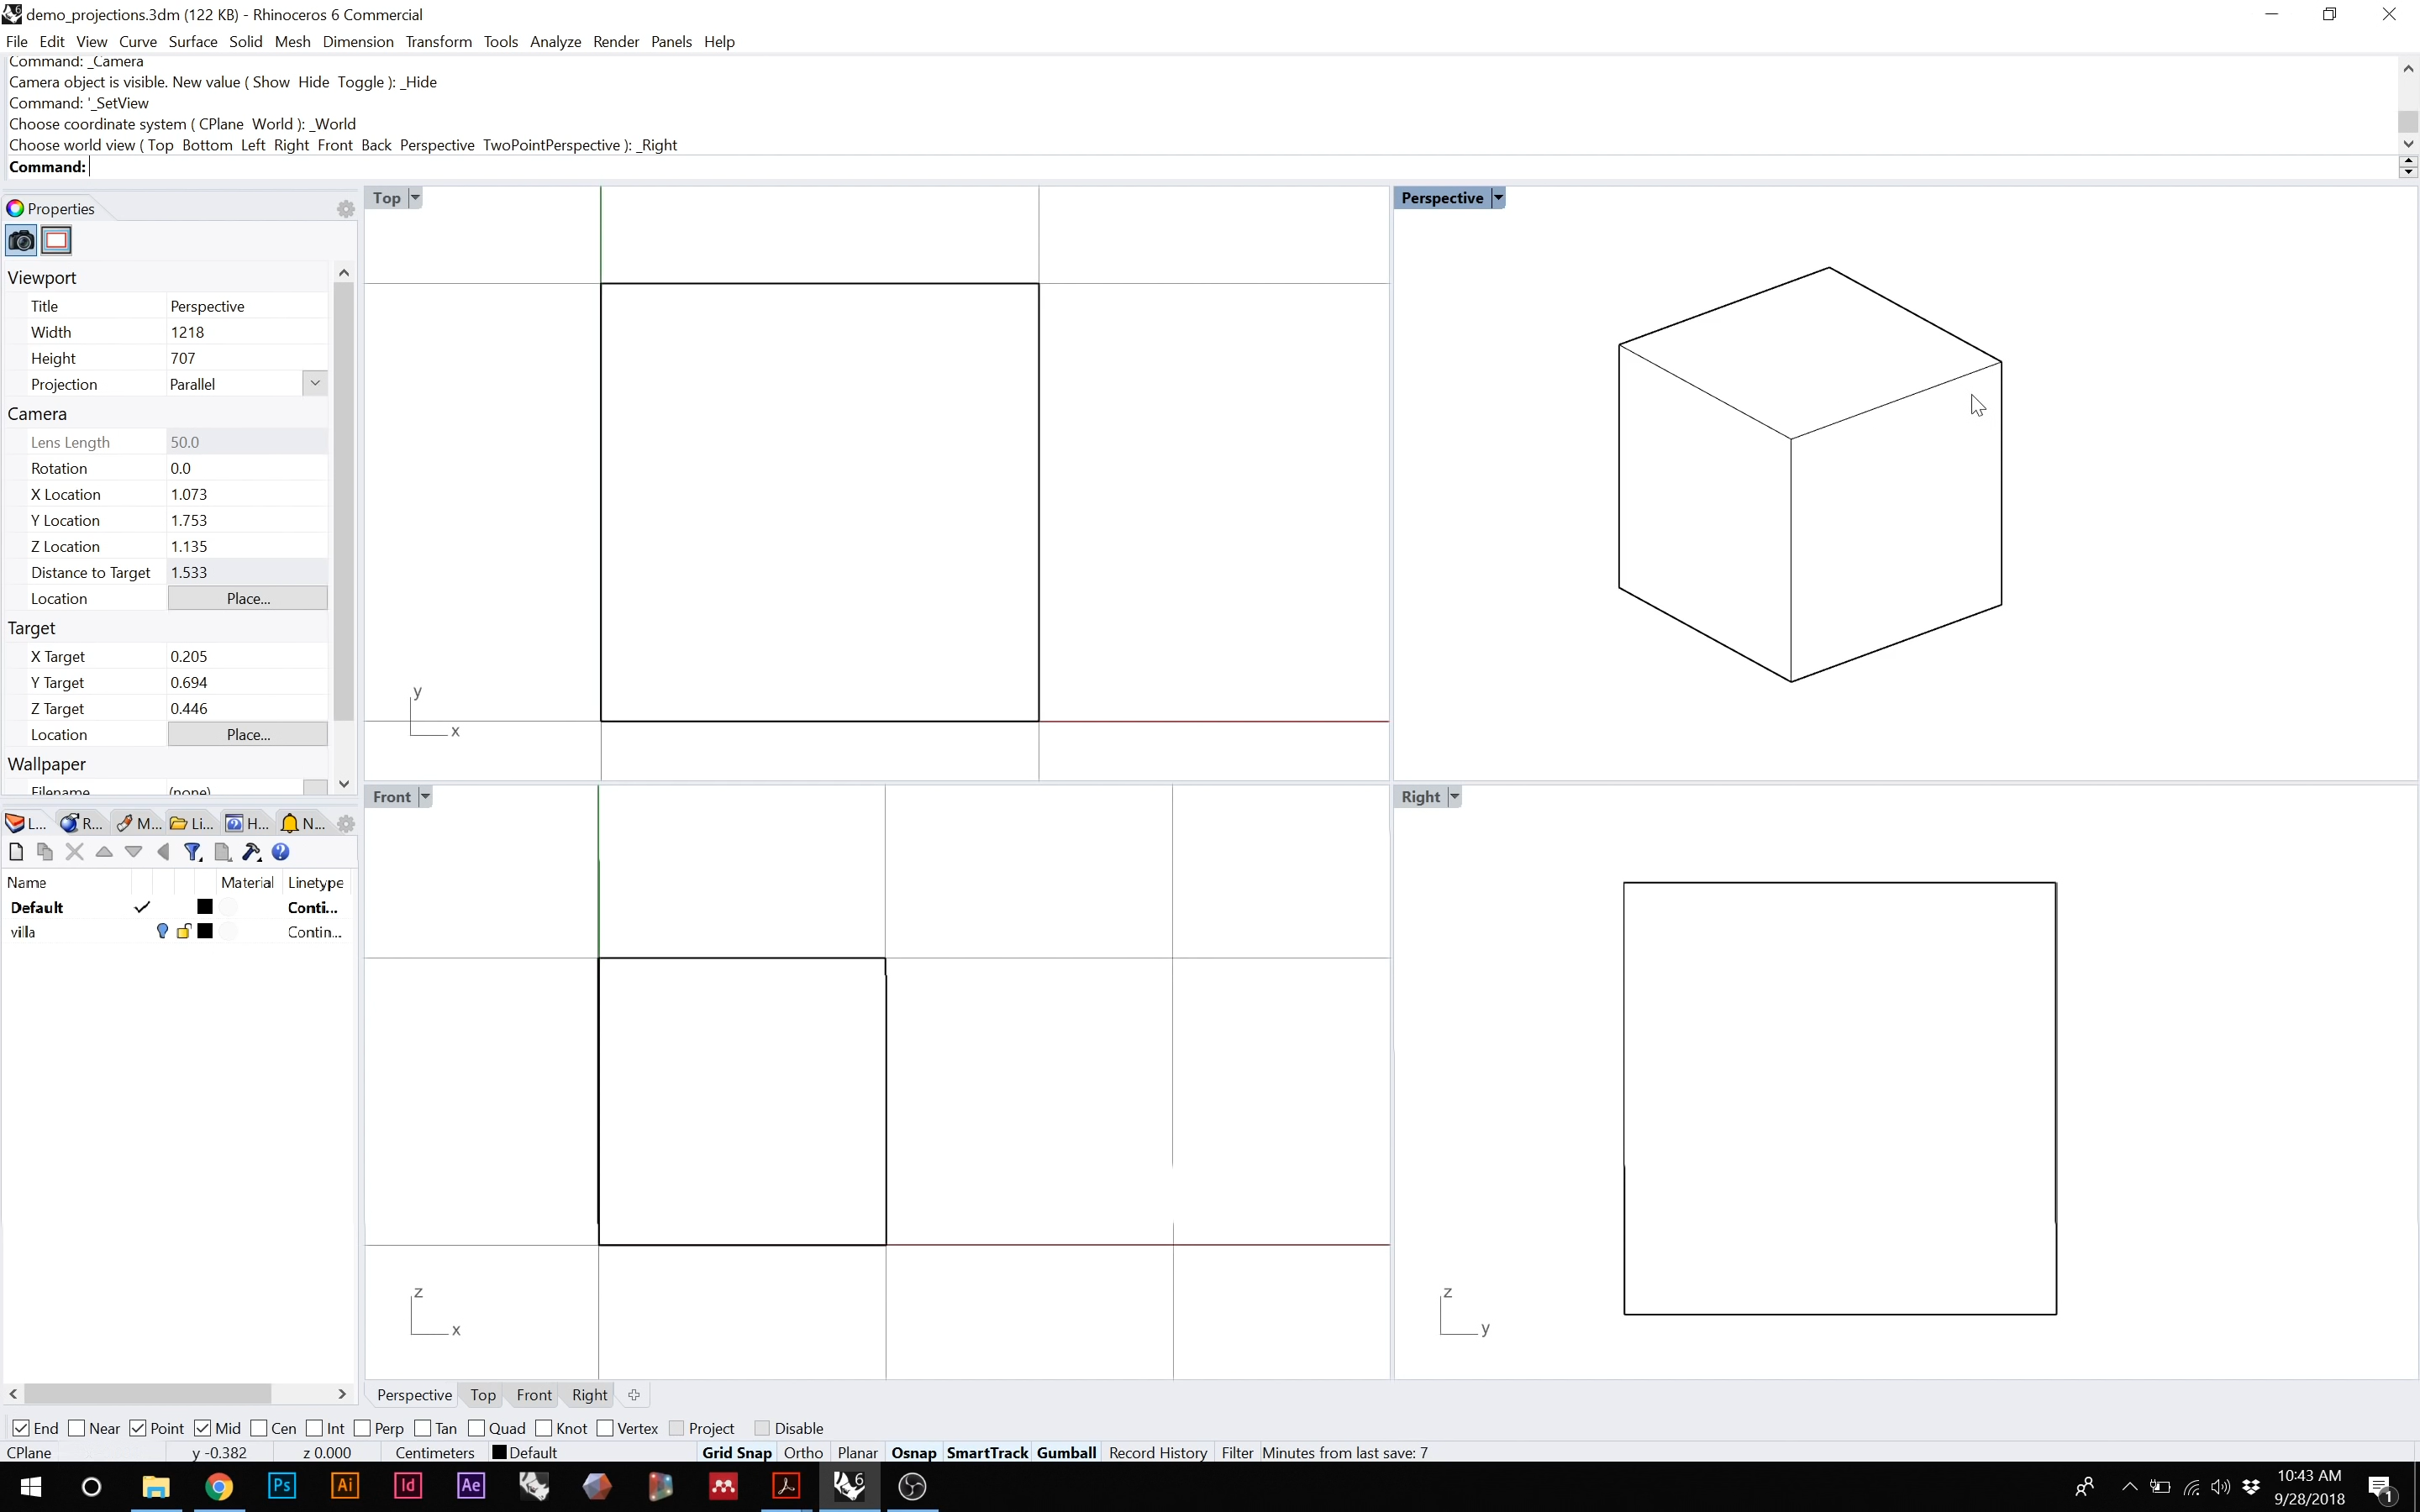 demo_projections.3dm (122 KB) - Rhinoceros 6 Commercial
File Edit View Curve Surface Solid Mesh Dimension Transform Tools Analyze Render Panels Help
Command: _Camera
Camera object is visible. New value ( Show Hide Toggle ): _Hide
Command: '_SetView
Choose coordinate system ( CPlane World ): _World
Choose world view ( Top Bottom Left Right Front Back Perspective TwoPointPerspective ): _Right
Command:
Properties
Viewport
Title Perspective
Width 1218
Height 707
Projection Parallel
Camera
Lens Length 50.0
Rotation 0.0
X Location 1.073
Y Location 1.753
Z Location 1.135
Distance to Target 1.533
Location Place...
Target
X Target 0.205
Y Target 0.694
Z Target 0.446
Location Place...
Wallpaper
Filename (none)
L... R... M... Li... H... N...
Name Material Linetype
Default Conti...
villa Contin...
Top
y
x
Perspective
Front
z
x
Right
z
y
Perspective Top Front Right
End Near Point Mid Cen Int Perp Tan Quad Knot Vertex Project Disable
CPlane y -0.382 z 0.000 Centimeters Default Grid Snap Ortho Planar Osnap SmartTrack Gumball Record History Filter Minutes from last save: 7
Ps Ai Id Ae 6
10:43 AM
9/28/2018
1